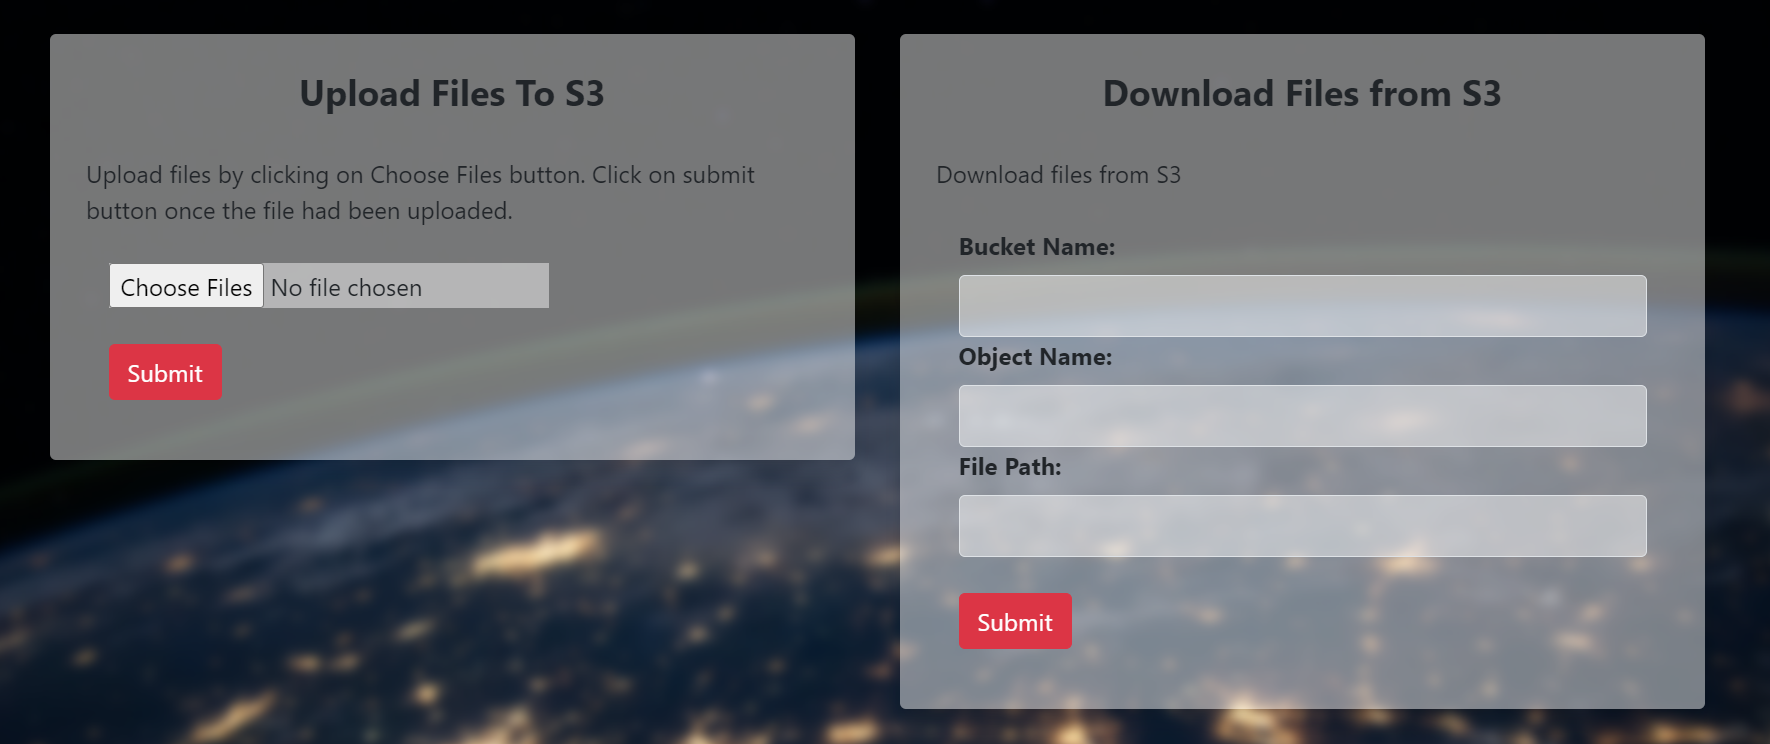 Upload Files To S3
Upload files by clicking on Choose Files button. Click on submit
button once the file had been uploaded.
Choose Files No file chosen
Submit
Download Files from S3
Download files from S3
Bucket Name:
Object Name:
File Path:
Submit